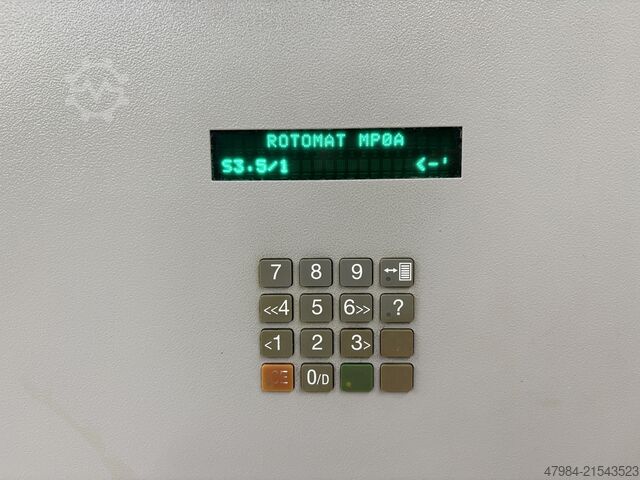 ROTOMAT MP0A
S3.5/1 <-'
7 8 9 ↔
<<4 5 6>> ?
<1 2 3>
CE 0/D
47984-21543523